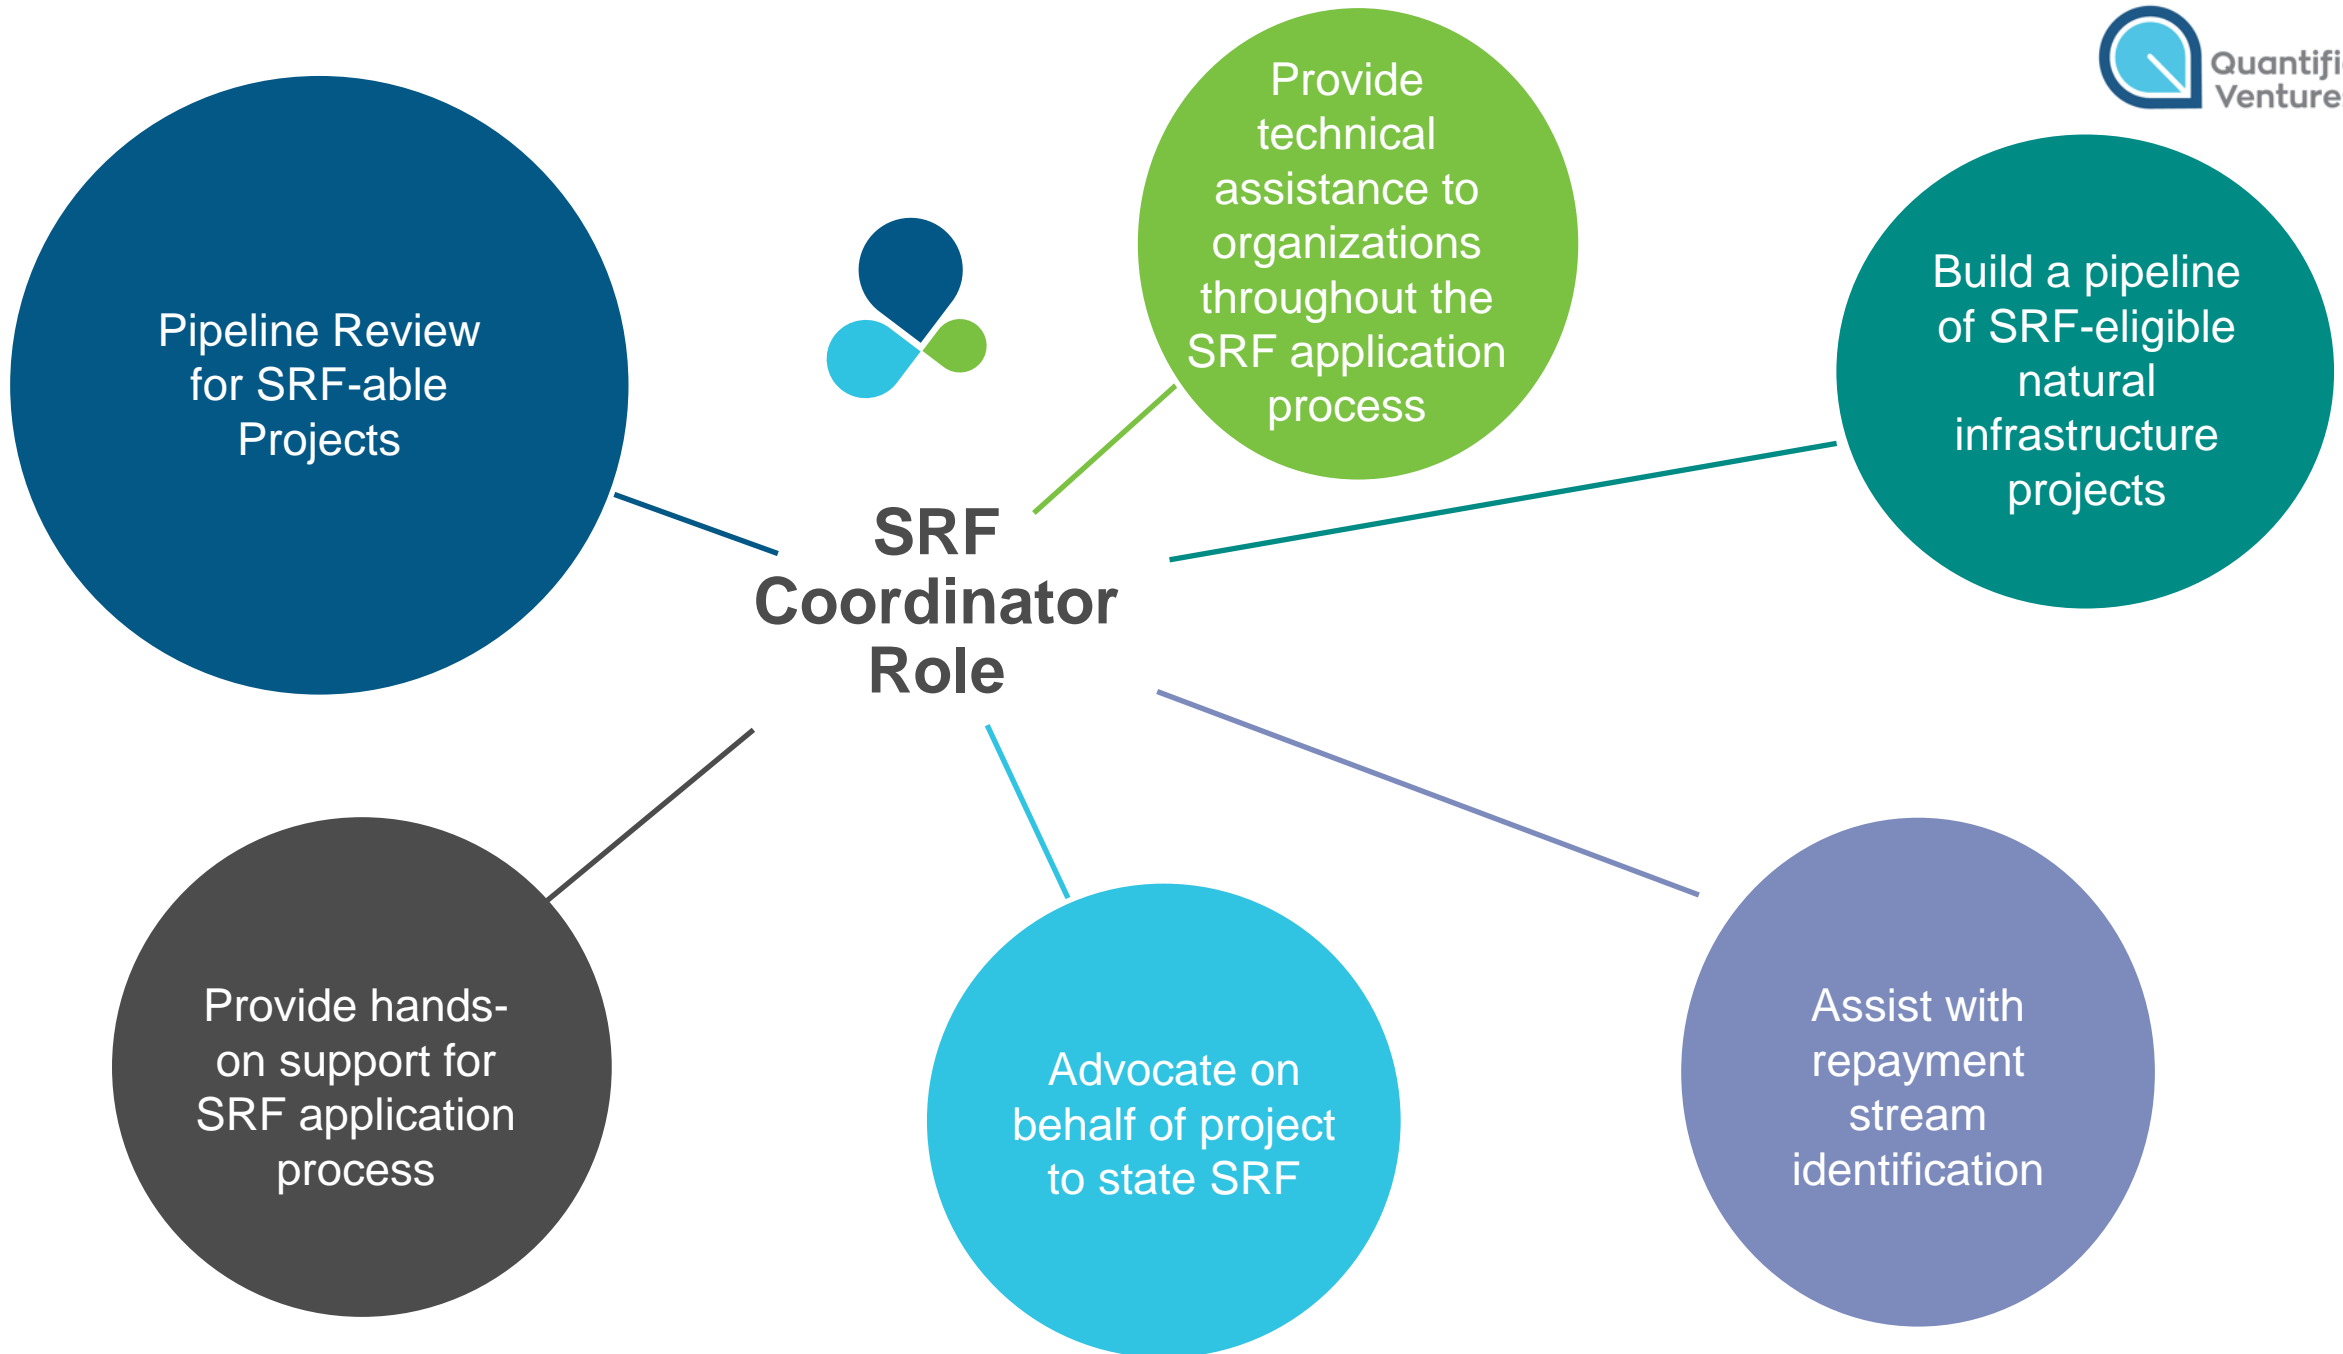 Pipeline Review
for SRF-able
Projects
Provide
technical
assistance to
organizations
throughout the
SRF application
process
Build a pipeline
of SRF-eligible
natural
infrastructure
projects
SRF
Coordinator
Role
Provide hands-
on support for
SRF application
process
Advocate on
behalf of project
to state SRF
Assist with
repayment
stream
identification